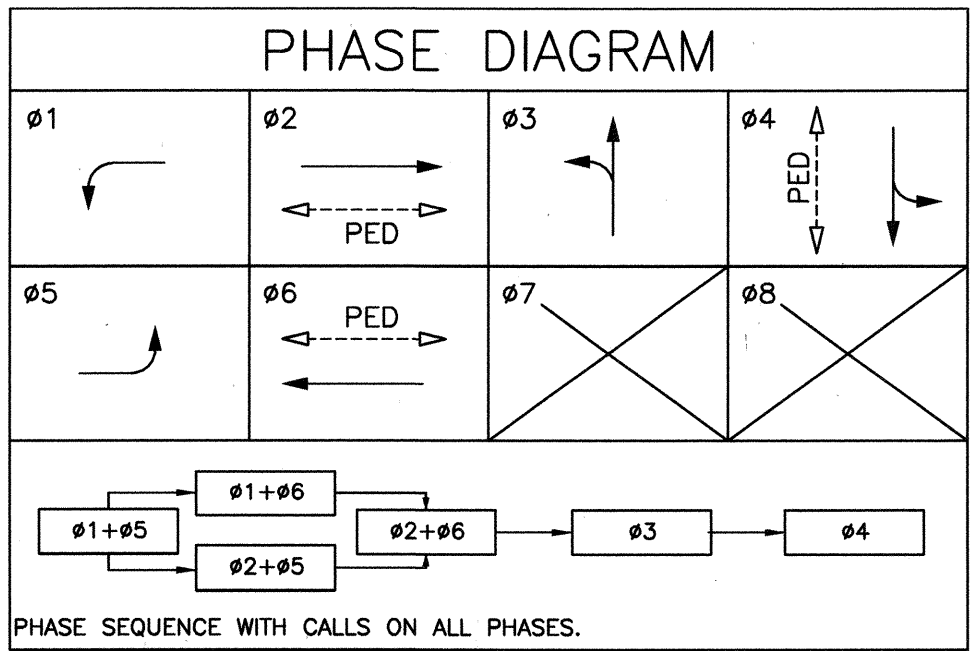 PHASE DIAGRAM
ø1
ø2
PED
ø3
ø4
PED
ø5
ø6
PED
ø7
ø8
ø1+ø5
ø1+ø6
ø2+ø5
ø2+ø6
ø3
ø4
PHASE SEQUENCE WITH CALLS ON ALL PHASES.